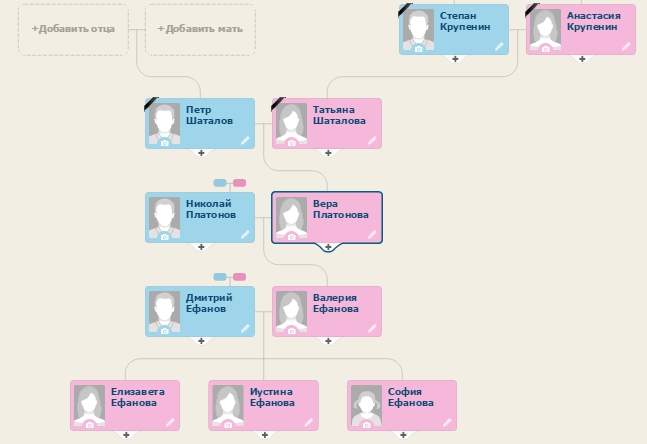 +Добавить отца
+Добавить мать
Степан
Крупенин
Анастасия
Крупенин
Петр
Шаталов
Татьяна
Шаталова
Николай
Платонов
Вера
Платонова
Дмитрий
Ефанов
Валерия
Ефанова
Елизавета
Ефанова
Иустина
Ефанова
София
Ефанова